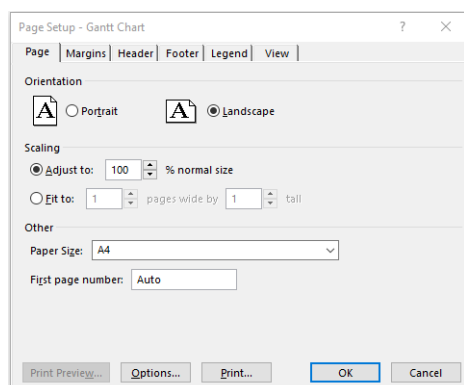 Page Setup - Gantt Chart ? ×
Page Margins Header Footer Legend View
Orientation
A Portrait A Landscape
Scaling
Adjust to: 100 % normal size
Fit to: 1 pages wide by 1 tall
Other
Paper Size: A4
First page number: Auto
Print Preview... Options... Print... OK Cancel